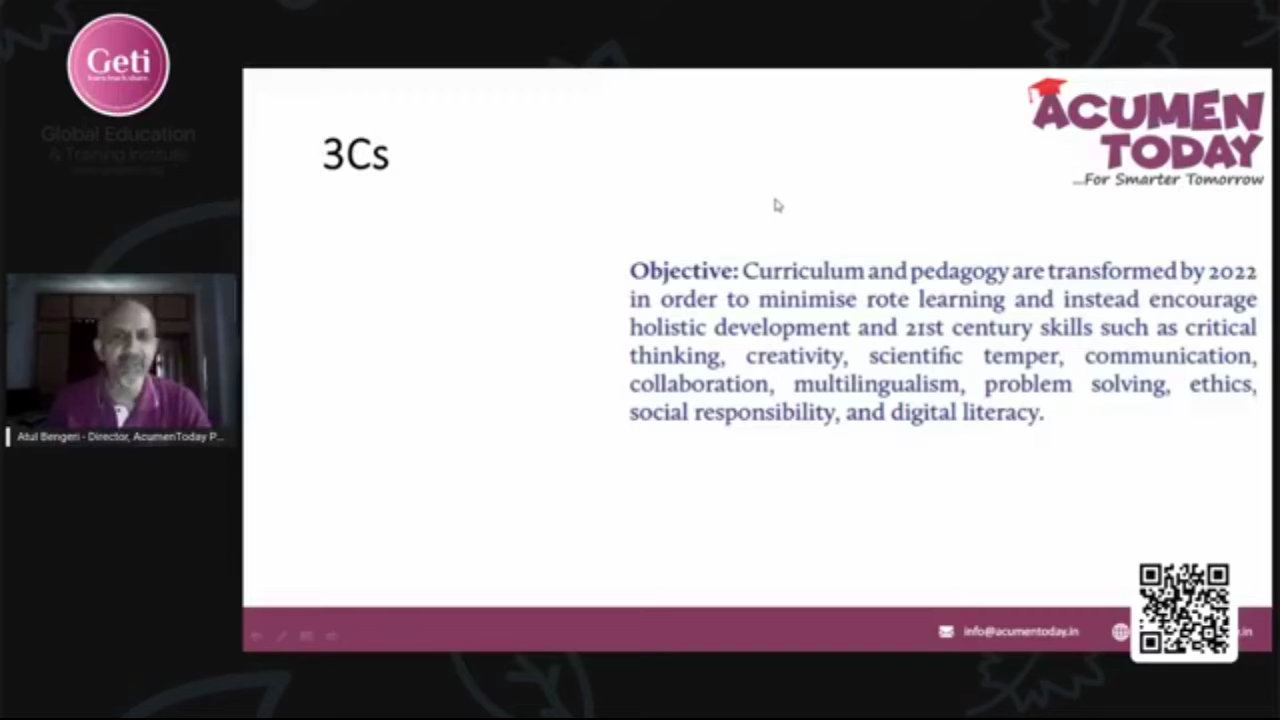 Geti
Global Education
& Training Institute
3Cs
ACUMEN
TODAY
...For Smarter Tomorrow
Objective: Curriculum and pedagogy are transformed by 2022
in order to minimise rote learning and instead encourage
holistic development and 21st century skills such as critical
thinking, creativity, scientific temper, communication,
collaboration, multilingualism, problem solving, ethics,
social responsibility, and digital literacy.
Atul Bengeri - Director, AcumenToday P...
info@acumentoday.in